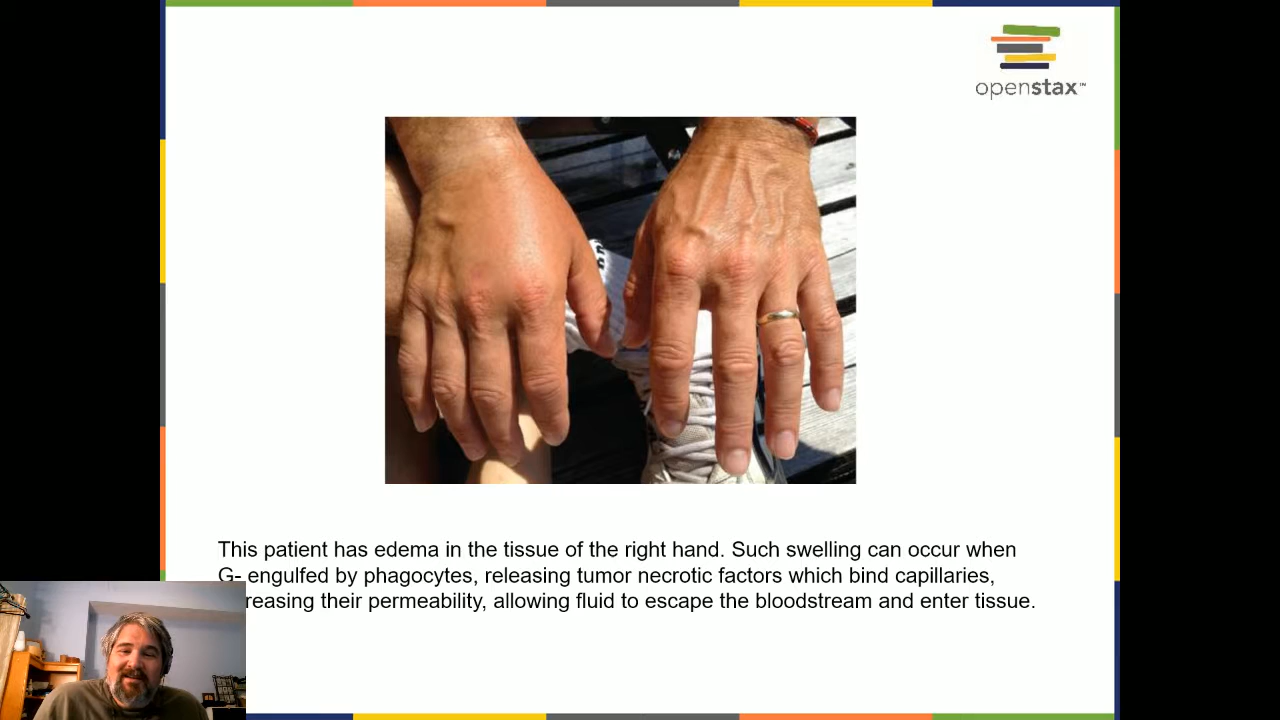 openstax™
This patient has edema in the tissue of the right hand. Such swelling can occur when
G- engulfed by phagocytes, releasing tumor necrotic factors which bind capillaries,
reasing their permeability, allowing fluid to escape the bloodstream and enter tissue.